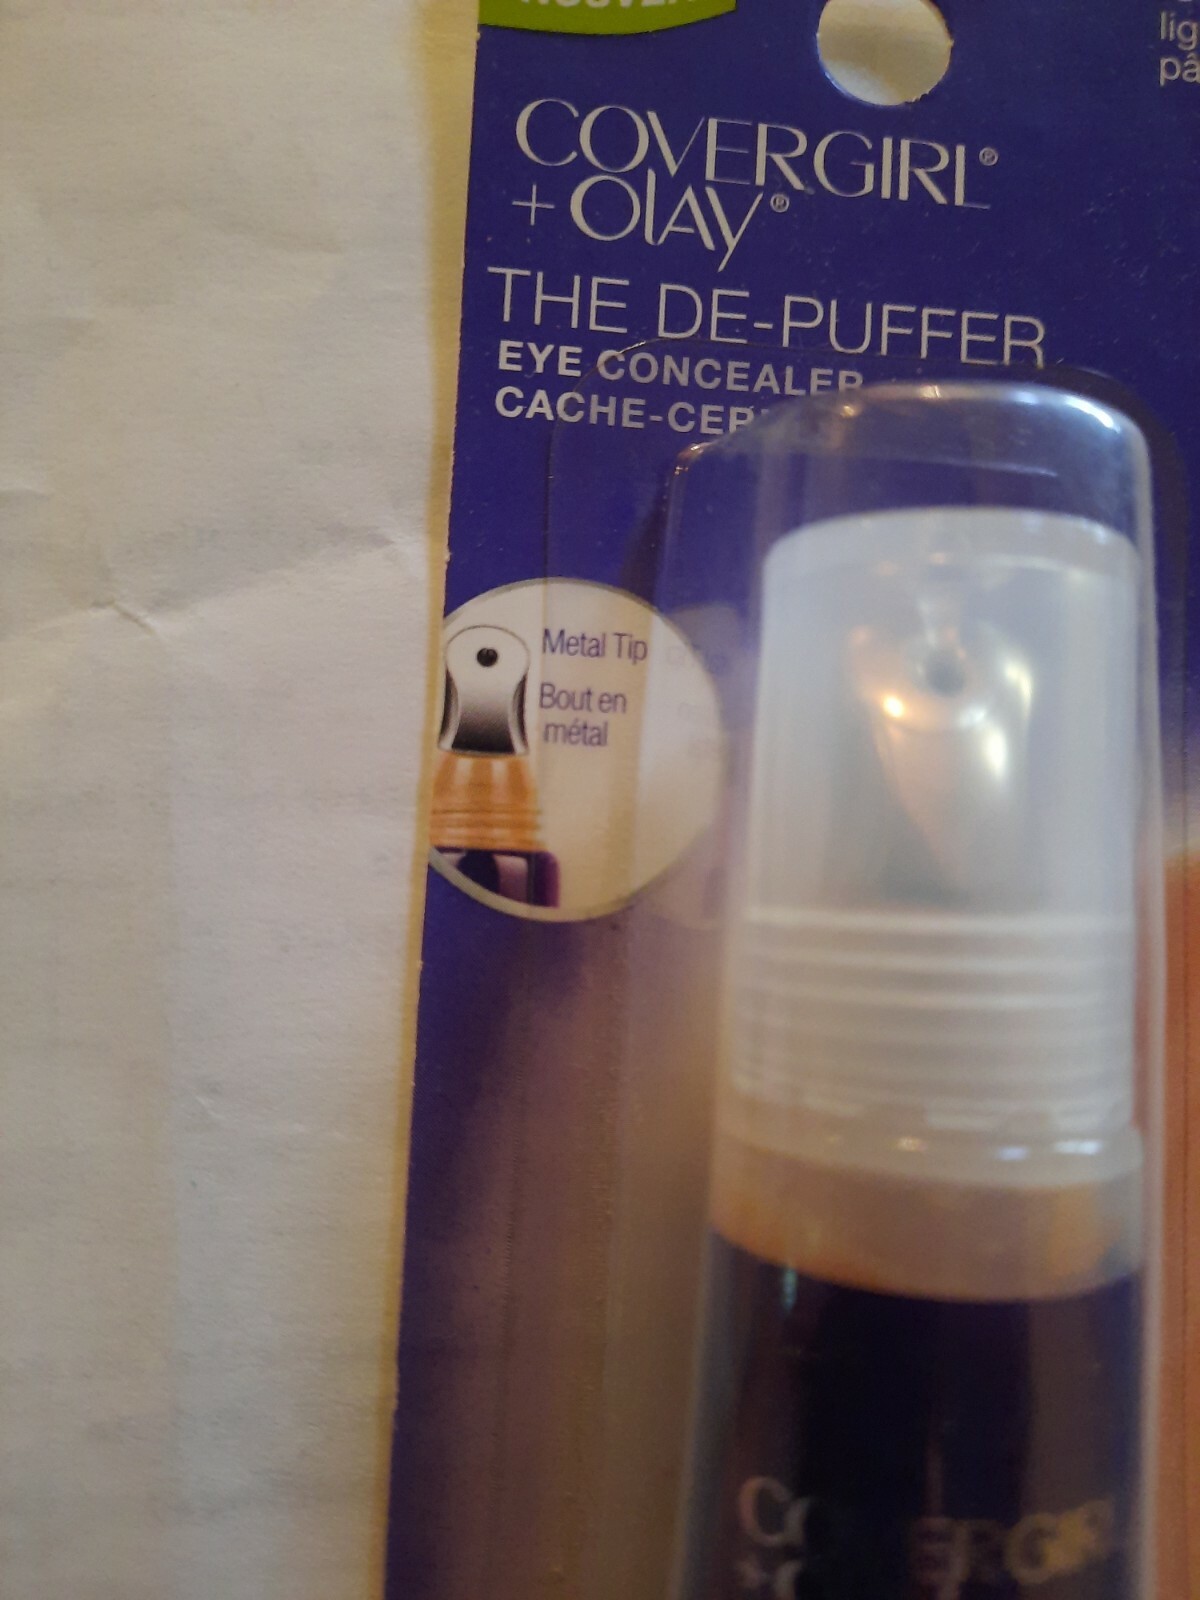 COVERGIRL®
+ Olay®
THE DE-PUFFER
EYE CONCEALER
Metal Tip
Bout en
métal